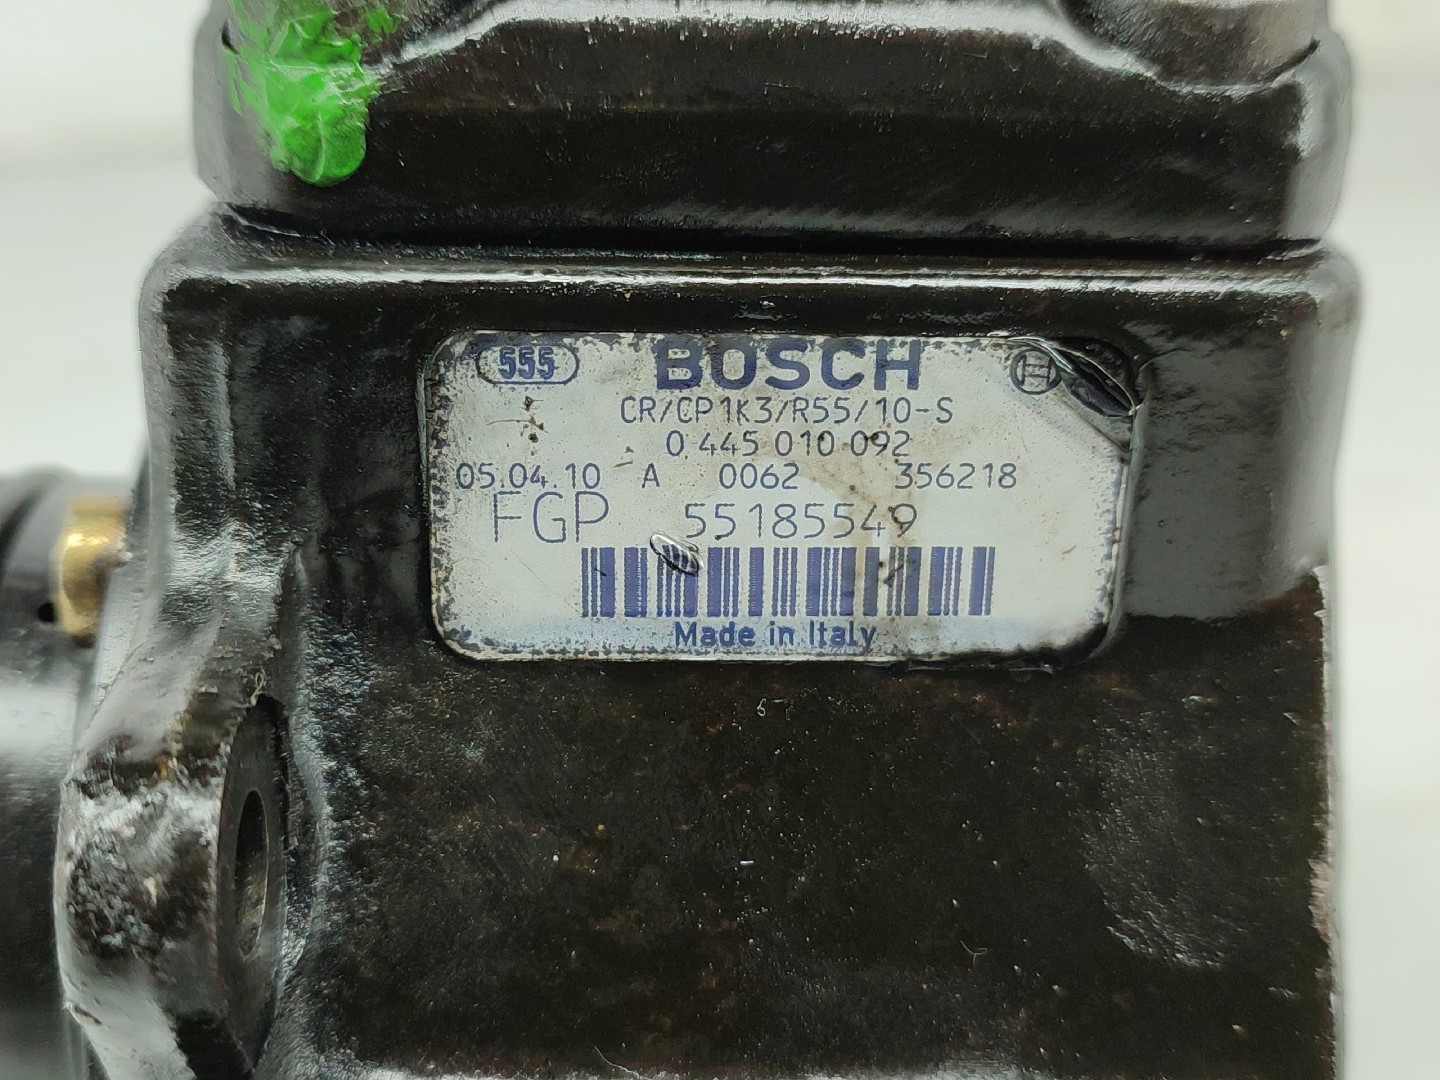 555 BOSCH
CR/CP1K3/R55/10-S
0 445 010 092
05.04.10 A 0062 356218
FGP 55185549
Made in Italy